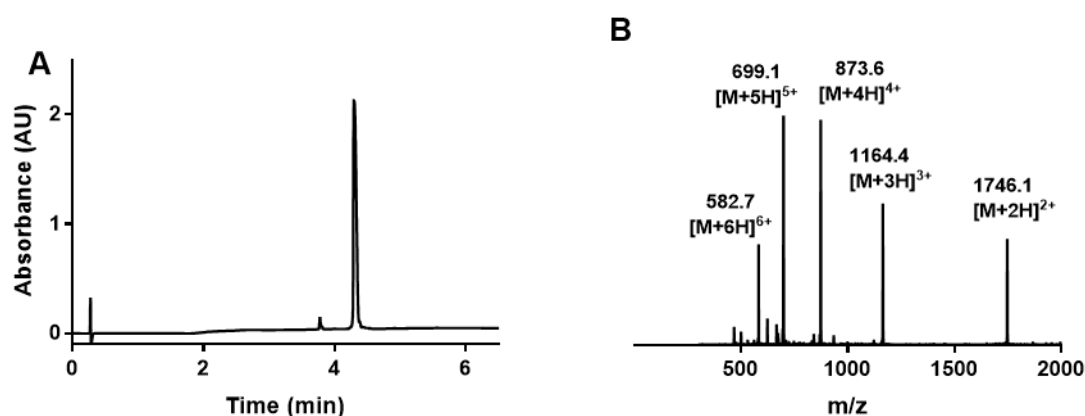 A
Absorbance (AU)
2
1
0
0 2 4 6
Time (min)
B
699.1
[M+5H]5+
873.6
[M+4H]4+
1164.4
[M+3H]3+
582.7
[M+6H]6+
1746.1
[M+2H]2+
500 1000 1500 2000
m/z